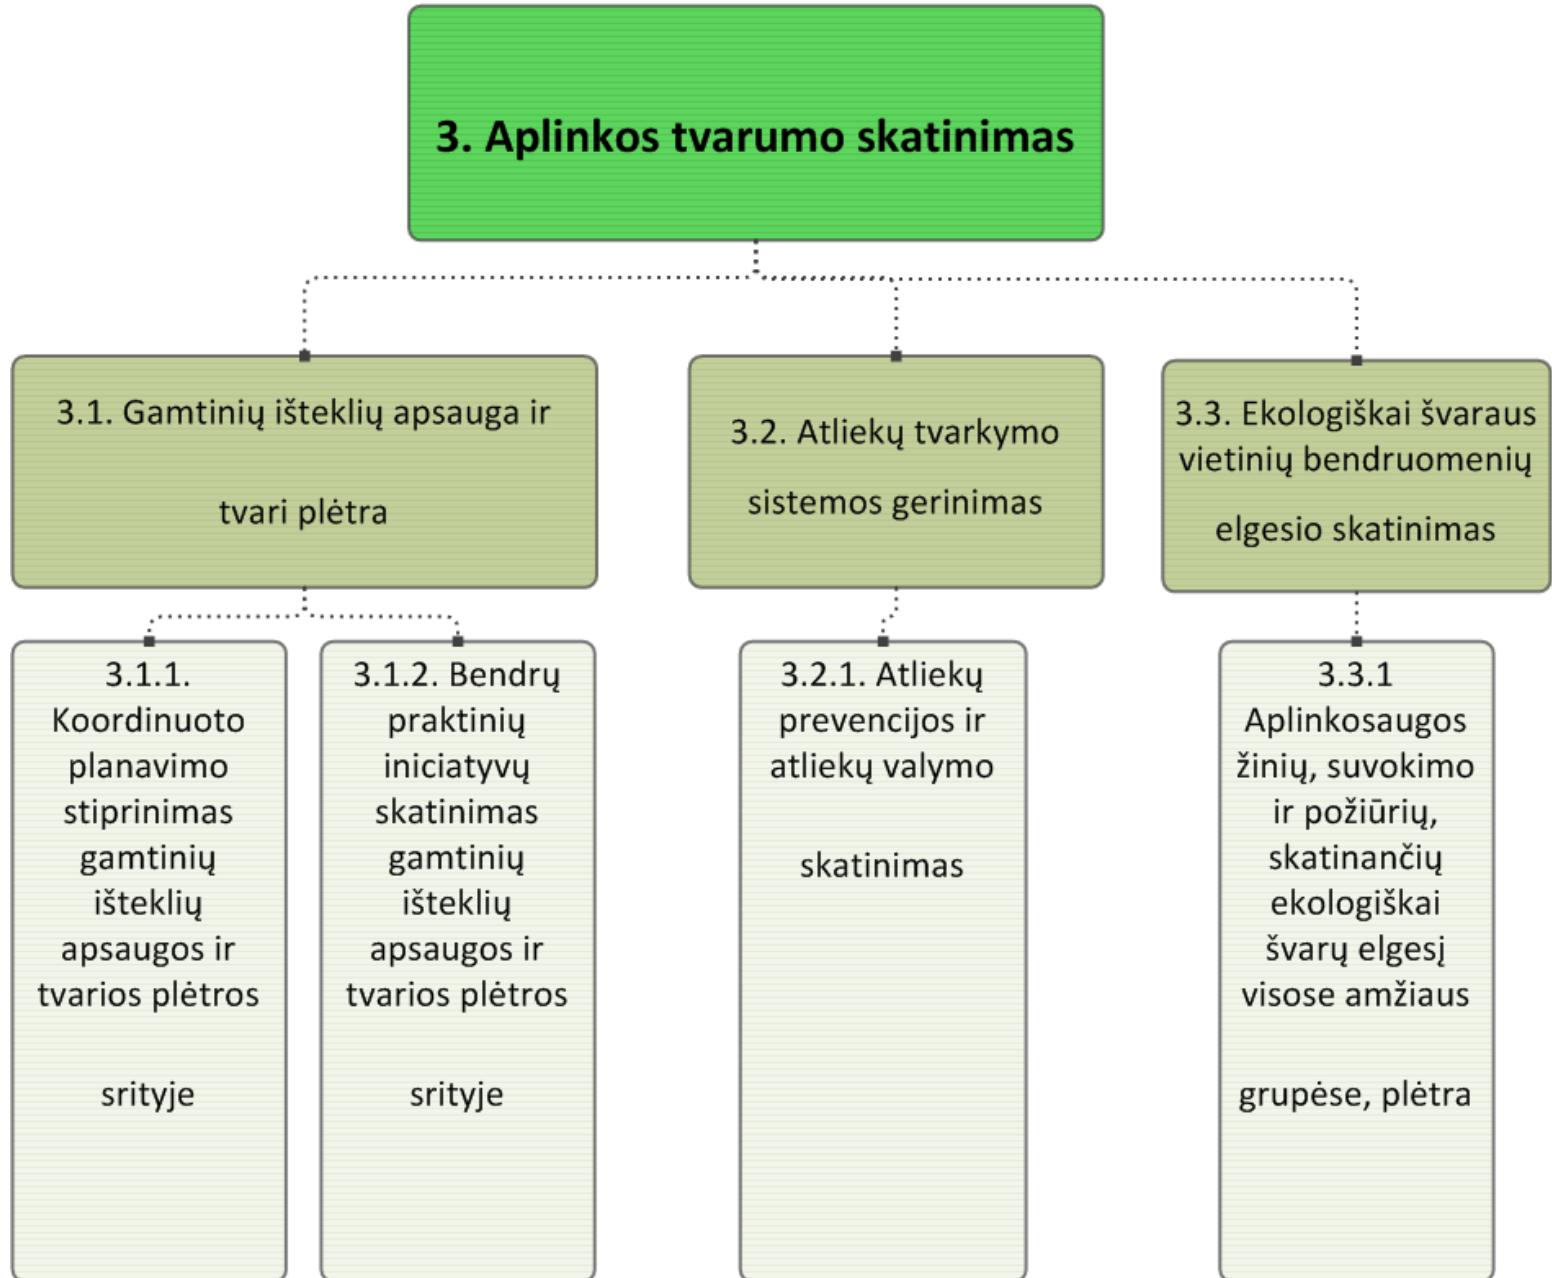 3. Aplinkos tvarumo skatinimas
3.1. Gamtinių išteklių apsauga ir
tvari plėtra
3.2. Atliekų tvarkymo
sistemos gerinimas
3.3. Ekologiškai švaraus
vietinių bendruomenių
elgesio skatinimas
3.1.1.
Koordinuoto
planavimo
stiprinimas
gamtinių
išteklių
apsaugos ir
tvarios plėtros
srityje
3.1.2. Bendrų
praktinių
iniciatyvų
skatinimas
gamtinių
išteklių
apsaugos ir
tvarios plėtros
srityje
3.2.1. Atliekų
prevencijos ir
atliekų valymo
skatinimas
3.3.1
Aplinkosaugos
žinių, suvokimo
ir požiūrių,
skatinančių
ekologiškai
švarų elgesį
visose amžiaus
grupėse, plėtra